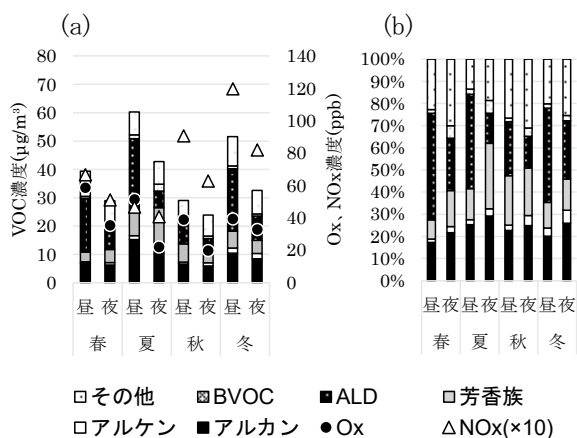 (a)
(b)
VOC濃度(µg/m³)
80
70
60
50
40
30
20
10
0
140
120
100
80
60
40
20
0
Ox、NOx濃度(ppb)
昼 夜 昼 夜 昼 夜 昼 夜
春 夏 秋 冬
100%
90%
80%
70%
60%
50%
40%
30%
20%
10%
0%
昼 夜 昼 夜 昼 夜 昼 夜
春 夏 秋 冬
その他 BVOC ALD 芳香族
アルケン アルカン Ox NOx(×10)